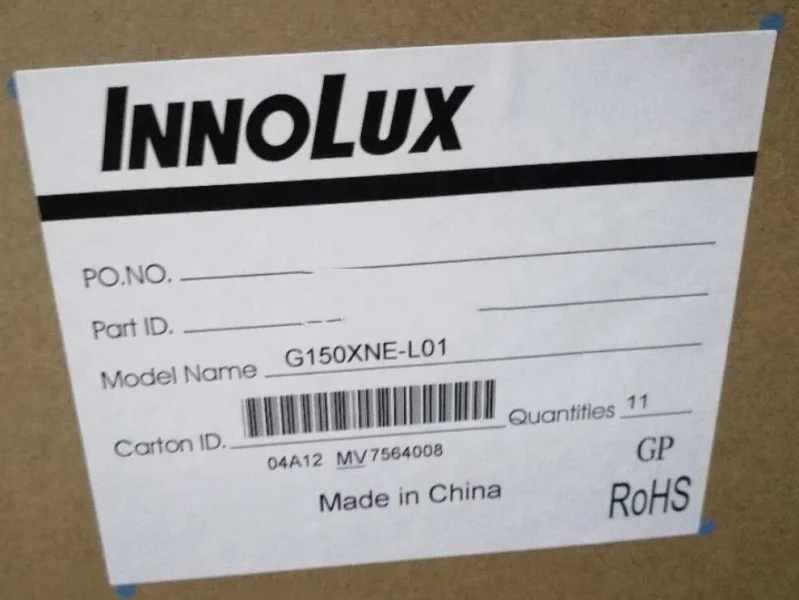 INNOLUX
PO.NO.
Part ID.
Model Name G150XNE-L01
Carton ID. Quantities 11
04A12 MV7564008
GP
Made in China RoHS